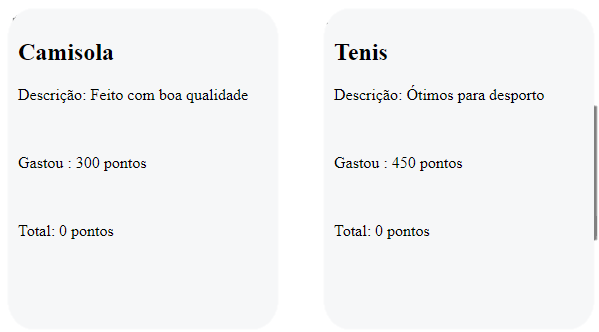 Camisola
Descrição: Feito com boa qualidade
Gastou : 300 pontos
Total: 0 pontos
Tenis
Descrição: Ótimos para desporto
Gastou : 450 pontos
Total: 0 pontos